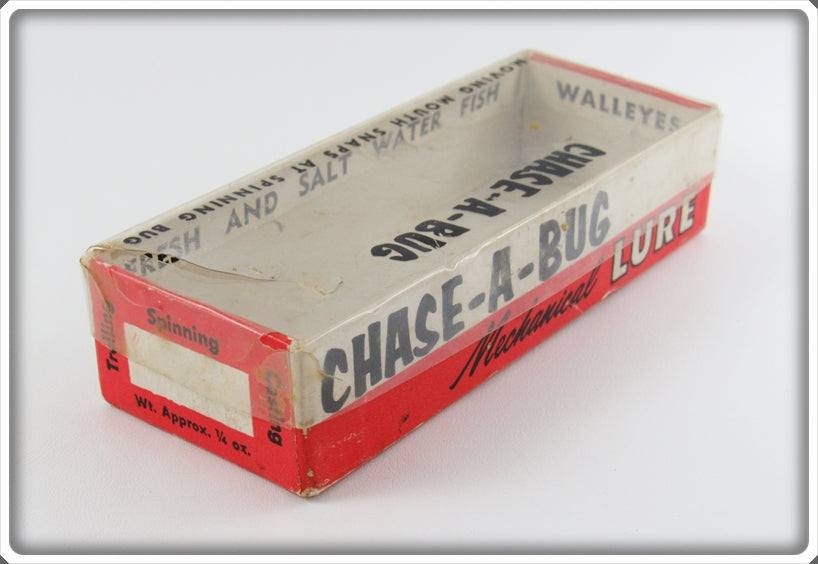 MOVING MOUTH SNAPS AT SPINNING BUG
FRESH AND SALT WATER FISH
WALLEYES
CHASE-A-BUG
CHASE-A-BUG
Mechanical LURE
Trolling
Spinning
Casting
Wt. Approx. ¼ oz.